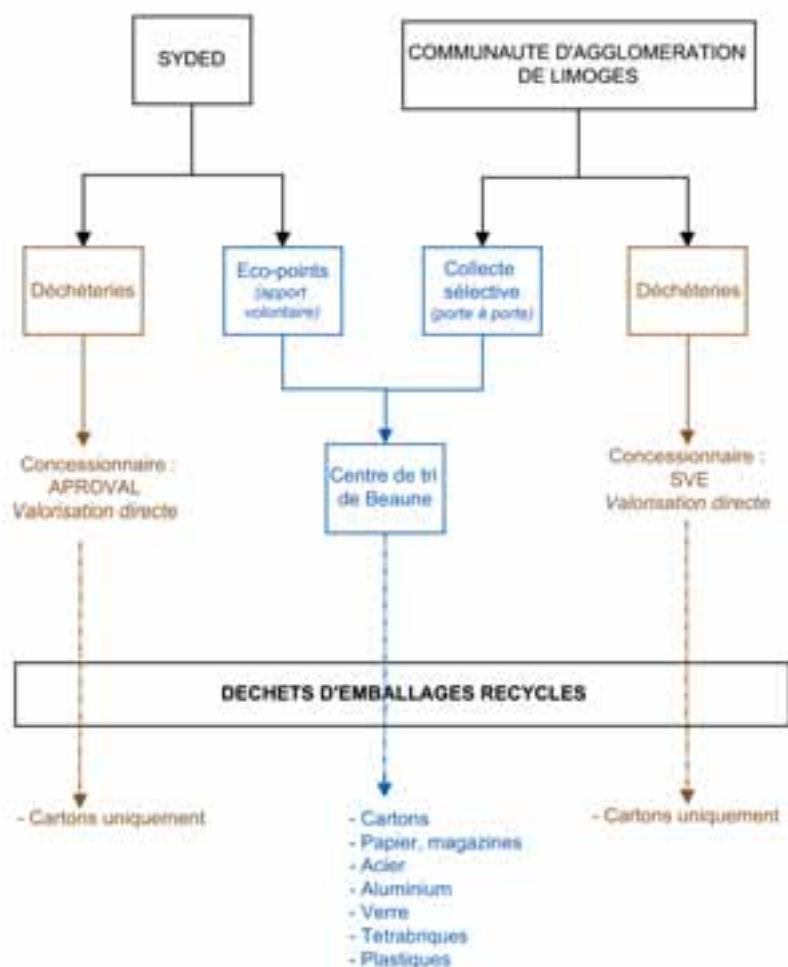 SYDED
COMMUNAUTE D'AGGLOMERATION
DE LIMOGES
Déchèteries
Eco-points
(apport
volontaire)
Collecte
sélective
(porte à porte)
Déchèteries
Concessionnaire :
APROVAL
Valorisation directe
Centre de tri
de Beaune
Concessionnaire :
SVE
Valorisation directe
DECHETS D'EMBALLAGES RECYCLES
- Cartons uniquement
- Cartons
- Papier, magazines
- Acier
- Aluminium
- Verre
- Tetrabriques
- Plastiques
- Cartons uniquement